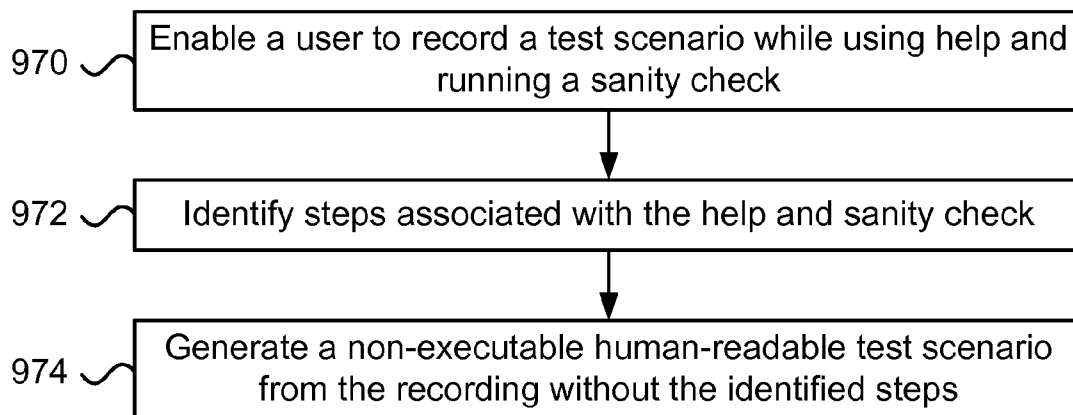 970
Enable a user to record a test scenario while using help and
running a sanity check
972
Identify steps associated with the help and sanity check
974
Generate a non-executable human-readable test scenario
from the recording without the identified steps